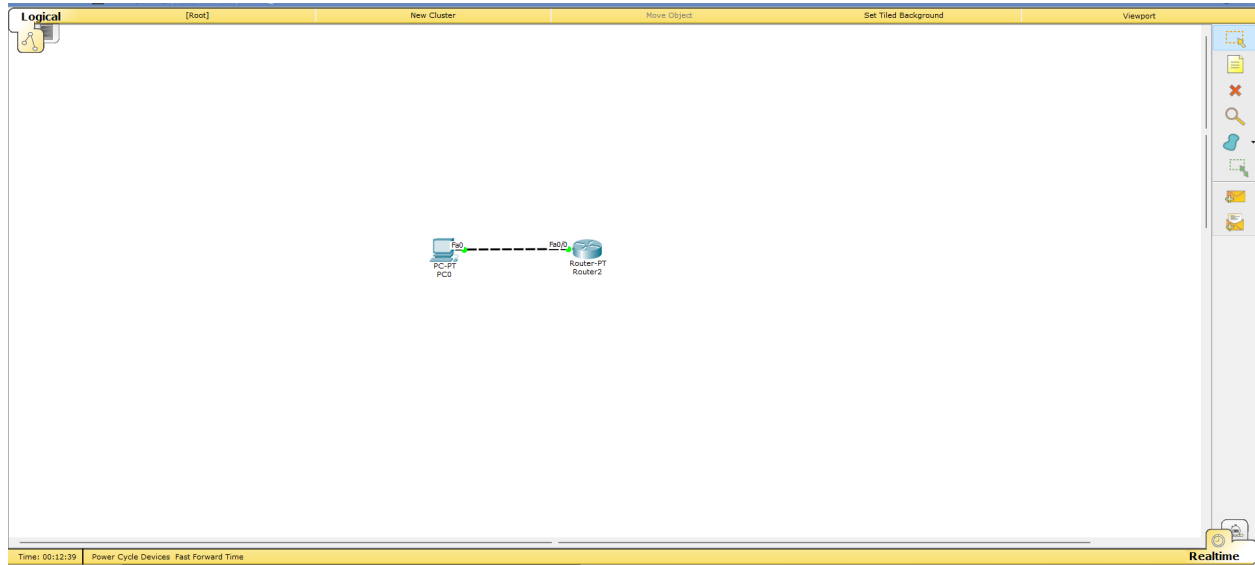 Logical [Root] New Cluster Move Object Set Tiled Background Viewport
Fa0 Fa0/0
PC-PT
PC0
Router-PT
Router2
Time: 00:12:39 Power Cycle Devices Fast Forward Time Realtime